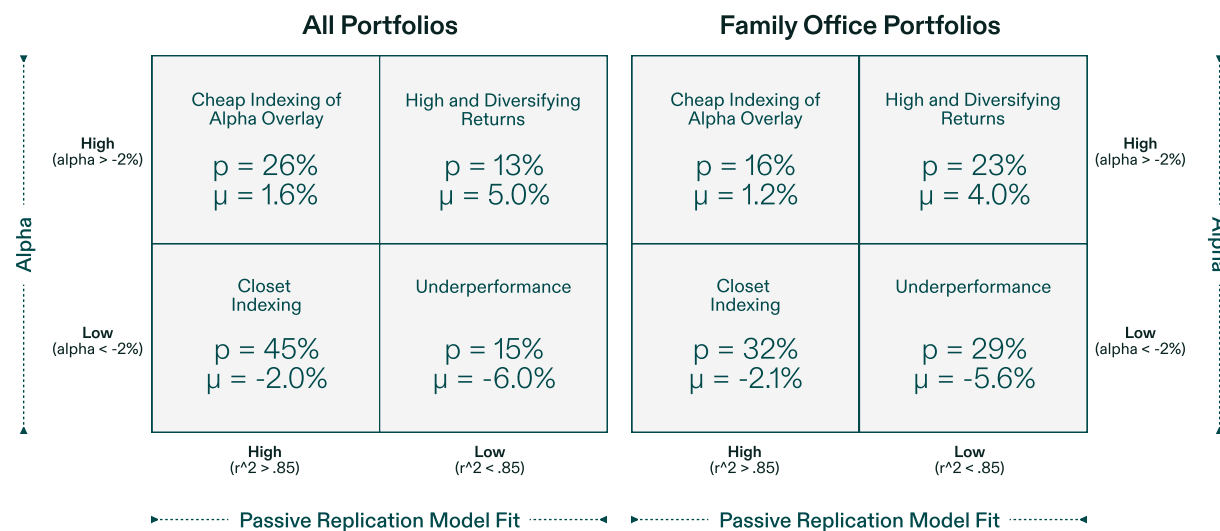 All Portfolios
Family Office Portfolios
Alpha
High
(alpha > -2%)
Low
(alpha < -2%)
Cheap Indexing of
Alpha Overlay
p = 26%
μ = 1.6%
High and Diversifying
Returns
p = 13%
μ = 5.0%
Closet
Indexing
p = 45%
μ = -2.0%
Underperformance
p = 15%
μ = -6.0%
High
(r^2 > .85)
Low
(r^2 < .85)
Passive Replication Model Fit
Cheap Indexing of
Alpha Overlay
p = 16%
μ = 1.2%
High and Diversifying
Returns
p = 23%
μ = 4.0%
Closet
Indexing
p = 32%
μ = -2.1%
Underperformance
p = 29%
μ = -5.6%
High
(alpha > -2%)
Low
(alpha < -2%)
Alpha
High
(r^2 > .85)
Low
(r^2 < .85)
Passive Replication Model Fit